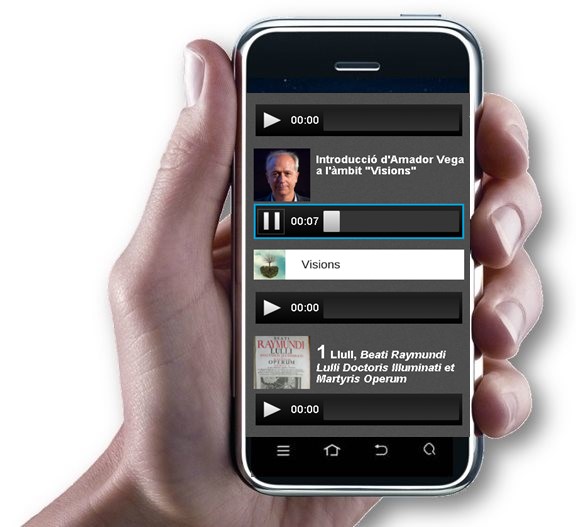 00:00
Introducció d'Amador Vega
a l'àmbit "Visions"
00:07
Visions
00:00
BEATI
RAYMUNDI
LULLI
OPERUM
1 Llull, Beati Raymundi
Lulli Doctoris Illuminati et
Martyris Operum
00:00